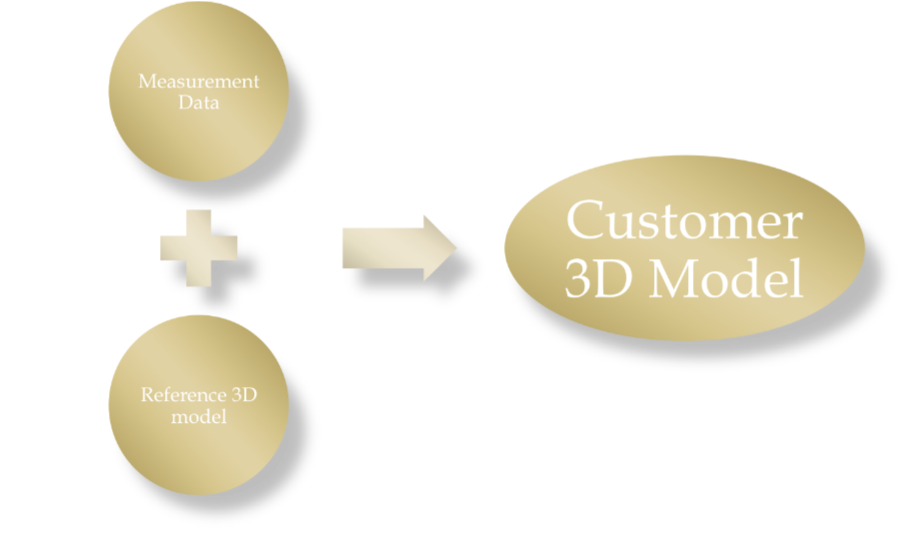 Measurement
Data
Reference 3D
model
Customer
3D Model